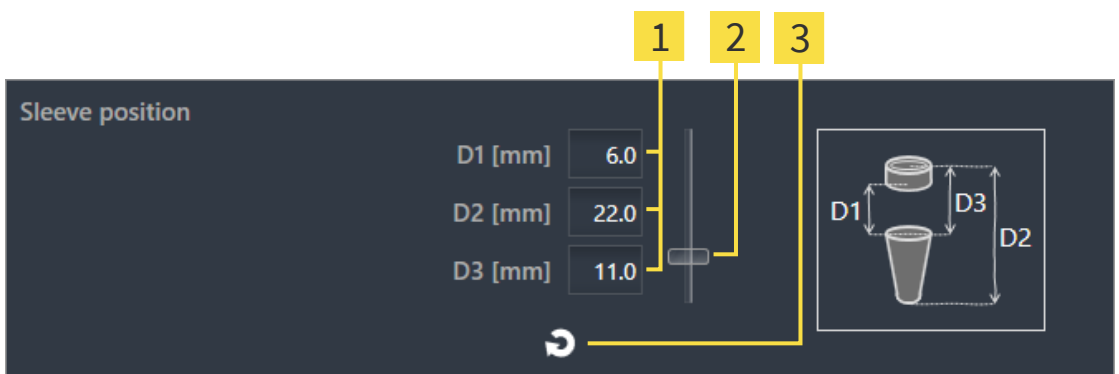 1 2 3
Sleeve position
D1 [mm] 6.0
D2 [mm] 22.0
D3 [mm] 11.0
D1 D3
D2